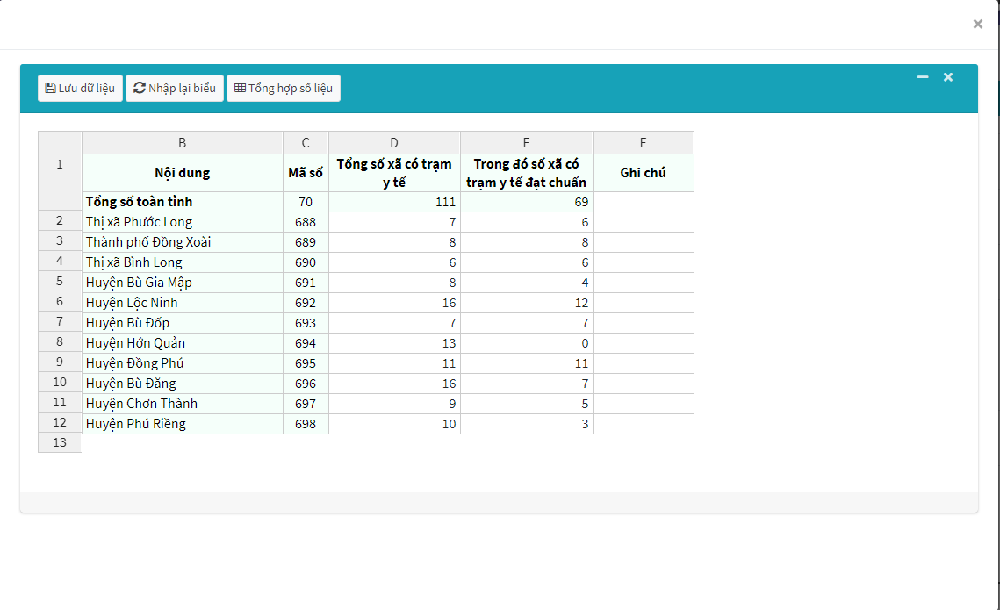 ×
Lưu dữ liệu Nhập lại biểu Tổng hợp số liệu
B C D E F
1 Nội dung Mã số Tổng số xã có trạm y tế Trong đó số xã có trạm y tế đạt chuẩn Ghi chú
Tổng số toàn tỉnh 70 111 69
2 Thị xã Phước Long 688 7 6
3 Thành phố Đồng Xoài 689 8 8
4 Thị xã Bình Long 690 6 6
5 Huyện Bù Gia Mập 691 8 4
6 Huyện Lộc Ninh 692 16 12
7 Huyện Bù Đốp 693 7 7
8 Huyện Hớn Quản 694 13 0
9 Huyện Đồng Phú 695 11 11
10 Huyện Bù Đăng 696 16 7
11 Huyện Chơn Thành 697 9 5
12 Huyện Phú Riềng 698 10 3
13